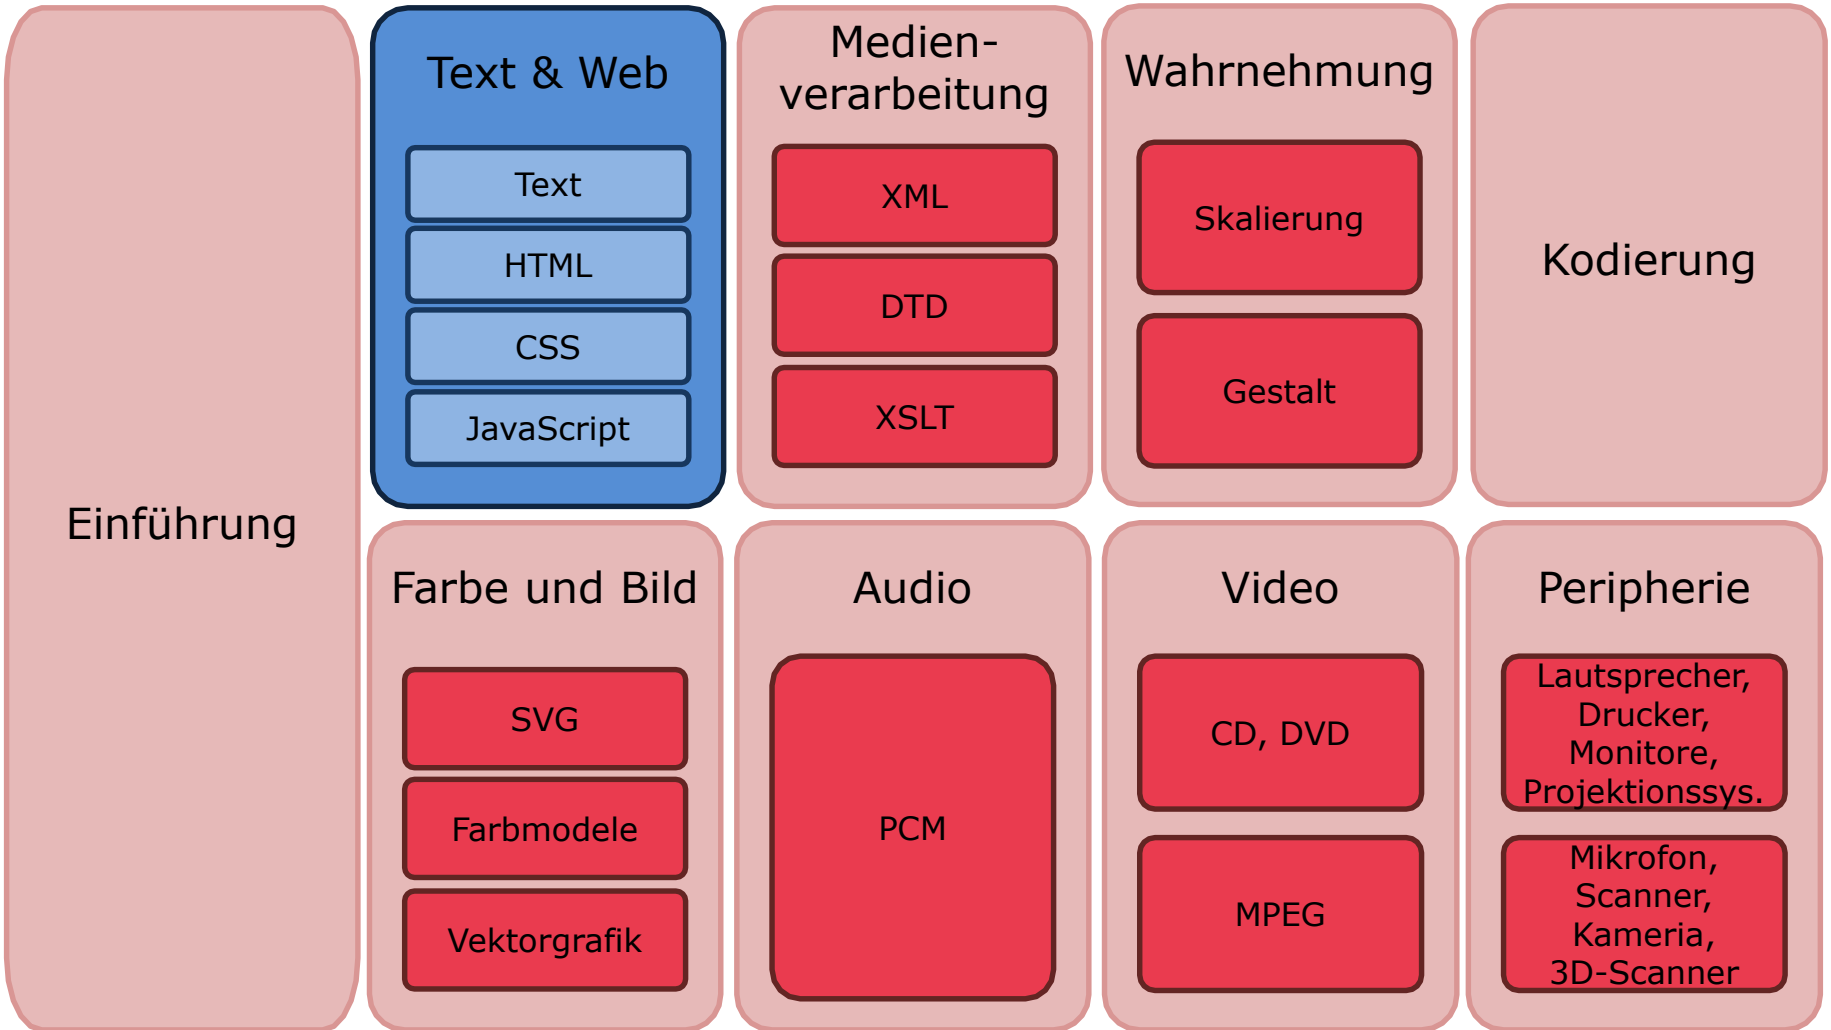 Einführung
Text & Web
Text
HTML
CSS
JavaScript
Medien-
verarbeitung
XML
DTD
XSLT
Wahrnehmung
Skalierung
Gestalt
Kodierung
Farbe und Bild
SVG
Farbmodele
Vektorgrafik
Audio
PCM
Video
CD, DVD
MPEG
Peripherie
Lautsprecher,
Drucker,
Monitore,
Projektionssys.
Mikrofon,
Scanner,
Kameria,
3D-Scanner